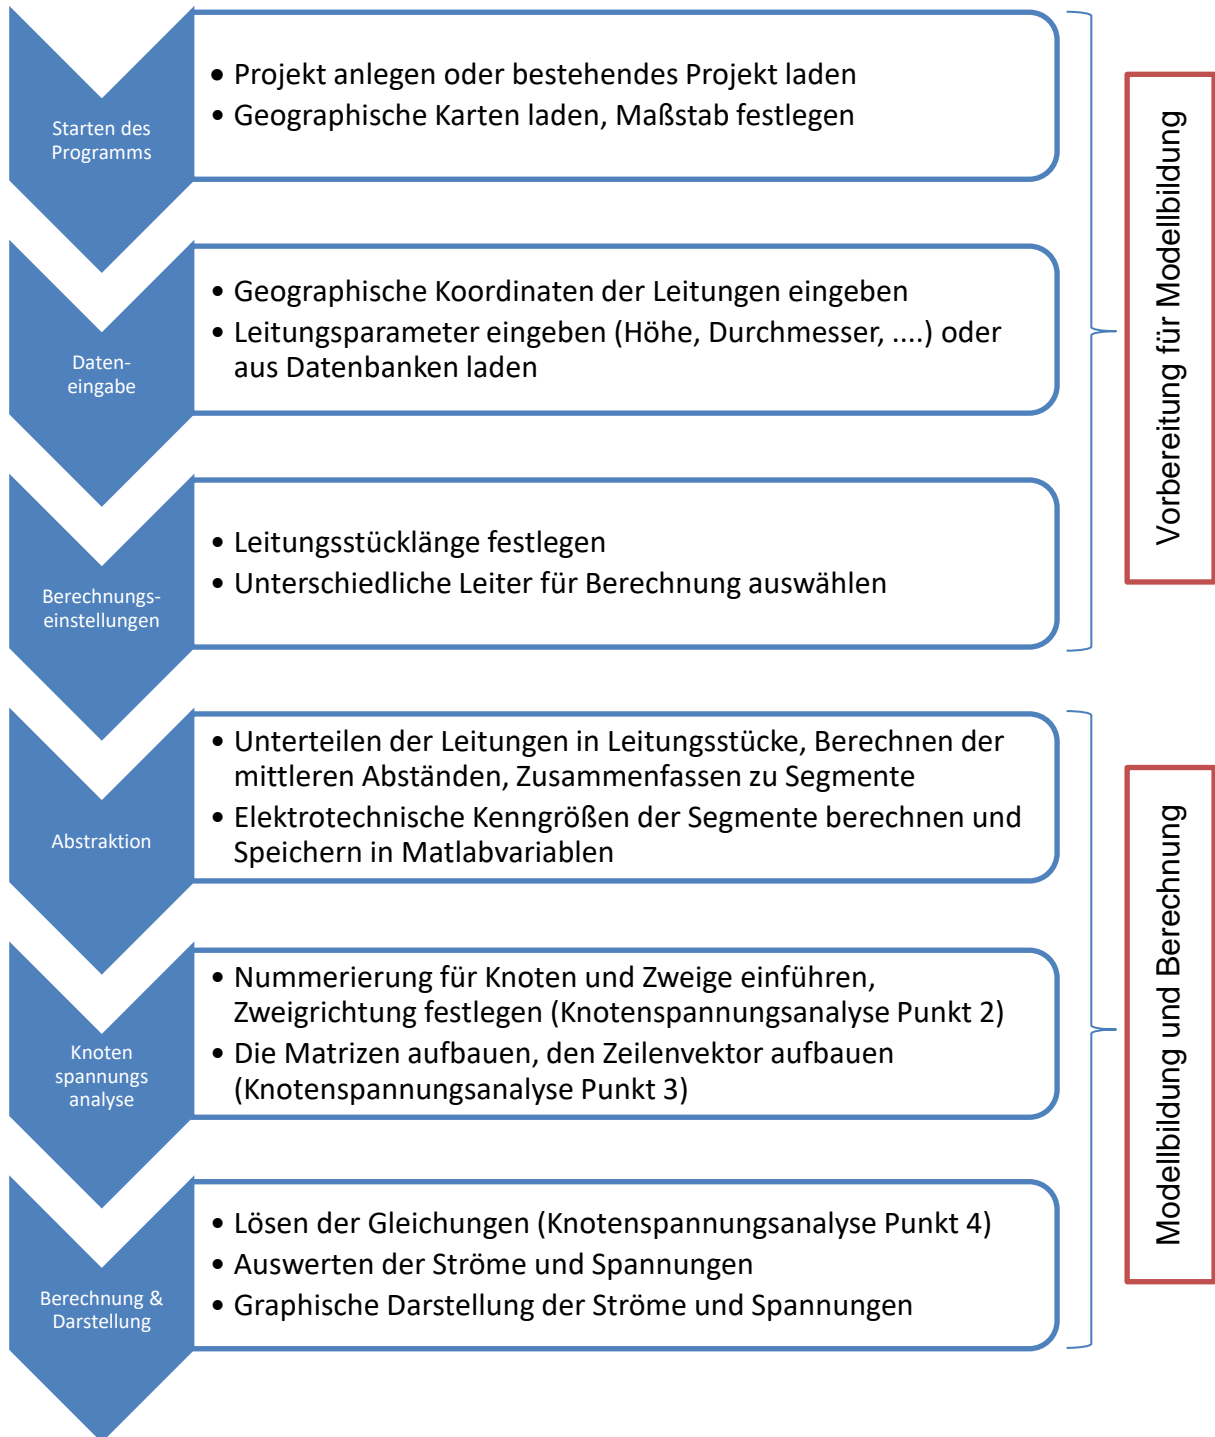 Starten des
Programms
• Projekt anlegen oder bestehendes Projekt laden
• Geographische Karten laden, Maßstab festlegen
Daten-
eingabe
• Geographische Koordinaten der Leitungen eingeben
• Leitungsparameter eingeben (Höhe, Durchmesser, ....) oder
aus Datenbanken laden
Berechnungs-
einstellungen
• Leitungsstücklänge festlegen
• Unterschiedliche Leiter für Berechnung auswählen
Vorbereitung für Modellbildung
Abstraktion
• Unterteilen der Leitungen in Leitungsstücke, Berechnen der
mittleren Abständen, Zusammenfassen zu Segmente
• Elektrotechnische Kenngrößen der Segmente berechnen und
Speichern in Matlabvariablen
Knoten
spannungs
analyse
• Nummerierung für Knoten und Zweige einführen,
Zweigrichtung festlegen (Knotenspannungsanalyse Punkt 2)
• Die Matrizen aufbauen, den Zeilenvektor aufbauen
(Knotenspannungsanalyse Punkt 3)
Berechnung &
Darstellung
• Lösen der Gleichungen (Knotenspannungsanalyse Punkt 4)
• Auswerten der Ströme und Spannungen
• Graphische Darstellung der Ströme und Spannungen
Modellbildung und Berechnung